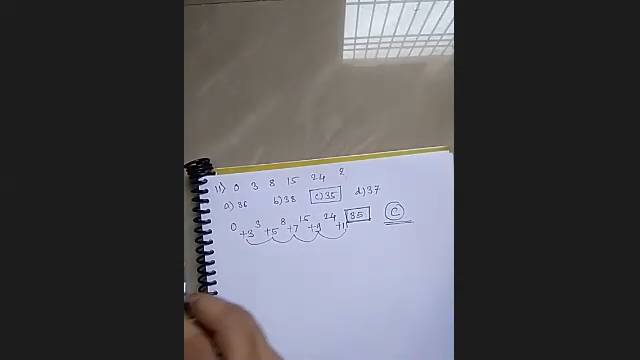 11) 0 3 8 15 24 2
a) 36 b) 38 c) 35 d) 37
0 3 8 15 24 35 C
+3 +5 +7 +9 +11